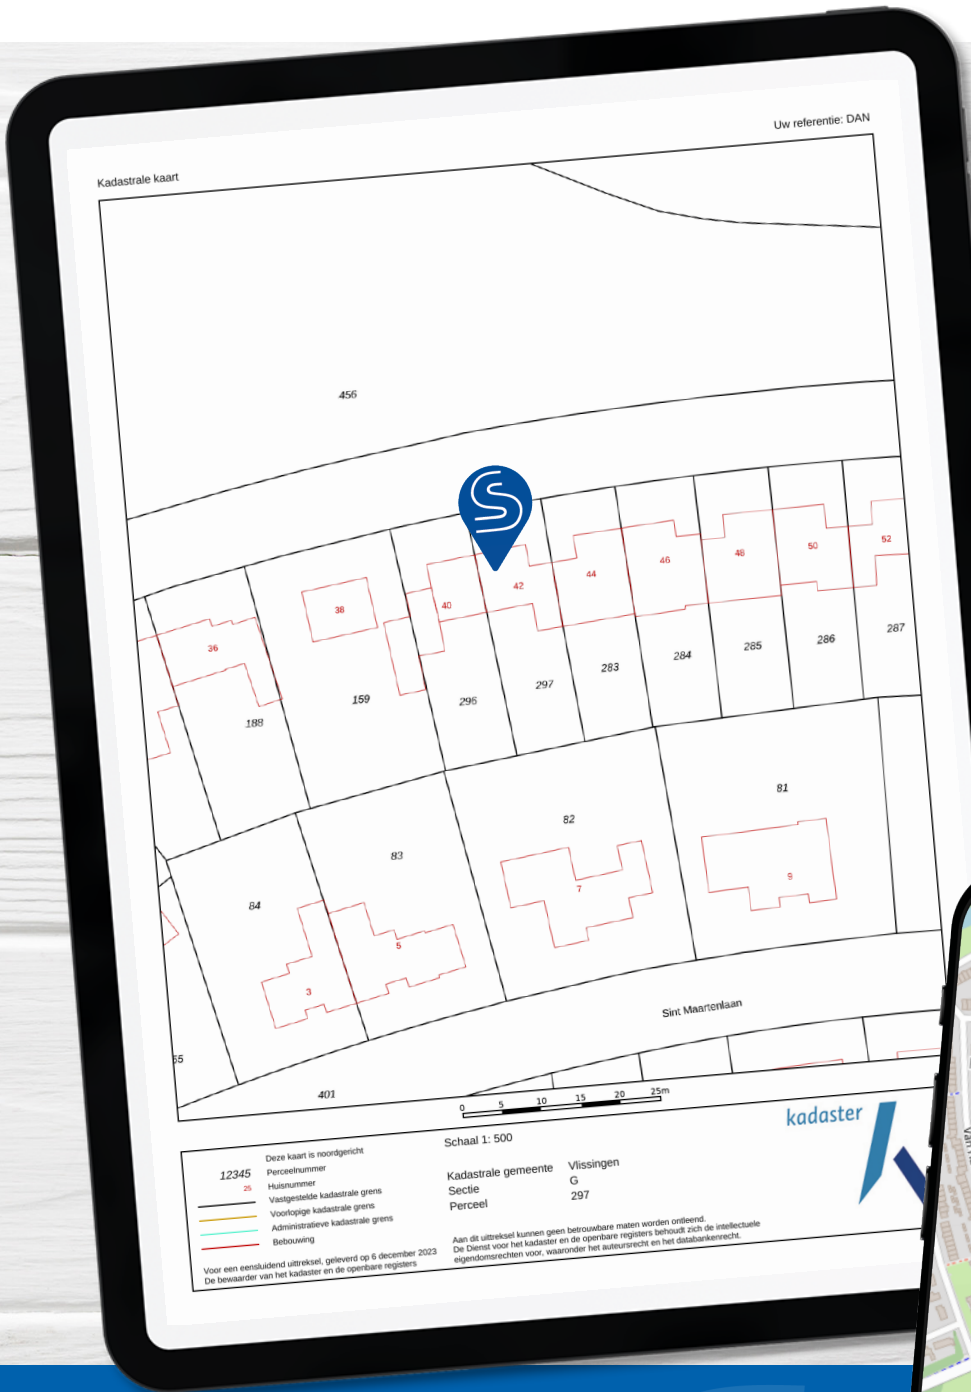 Uw referentie: DAN
Kadastrale kaart
456
38
40
42
44
46
48
50
52
36
188
159
296
297
283
284
285
286
287
81
82
83
84
7
9
5
3
Sint Maartenlaan
401
0 5 10 15 20 25m
Deze kaart is noordgericht
12345 Perceelnummer
25 Huisnummer
Vastgestelde kadastrale grens
Voorlopige kadastrale grens
Administratieve kadastrale grens
Bebouwing
Voor een eensluidend uittreksel, geleverd op 6 december 2023
De bewaarder van het kadaster en de openbare registers
Schaal 1: 500
Kadastrale gemeente Vlissingen
Sectie G
Perceel 297
Aan dit uittreksel kunnen geen betrouwbare maten worden ontleend.
De Dienst voor het kadaster en de openbare registers behoudt zich de intellectuele
eigendomsrechten voor, waaronder het auteursrecht en het databankenrecht.
kadaster